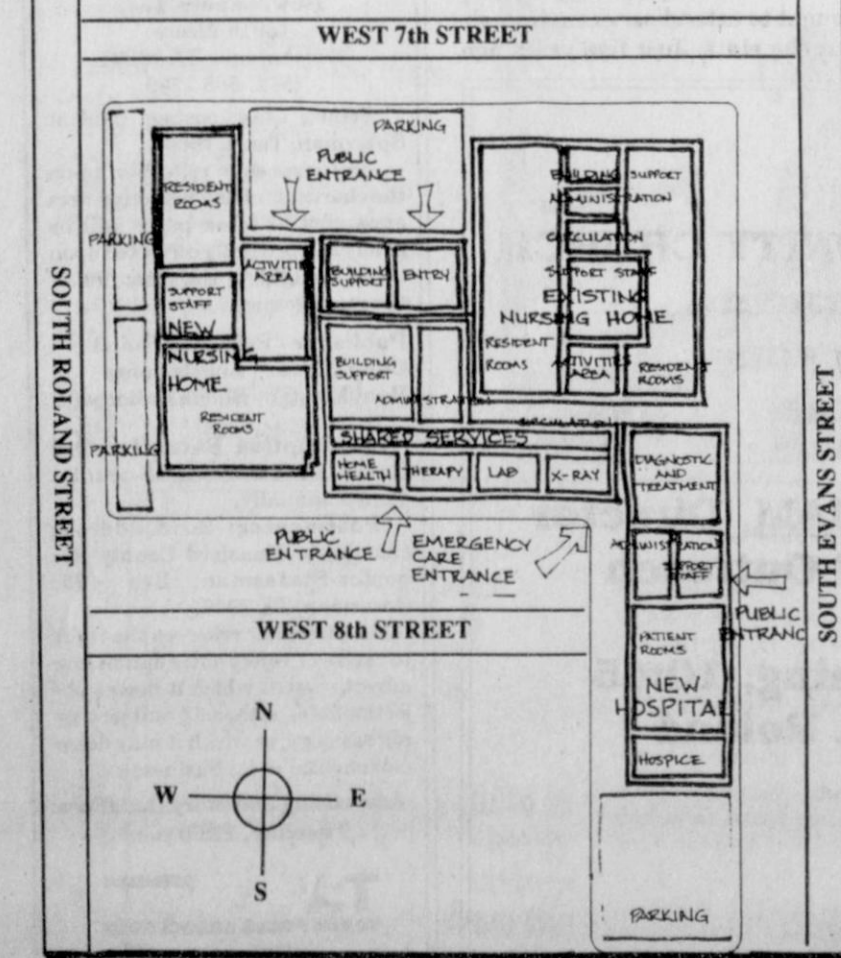 WEST 7th STREET
PARKING
PUBLIC
ENTRANCE
RESIDENT
ROOMS
PARKING
ACTIVITIES
AREA
BUILDING
SUPPORT
ENTRY
SUPPORT
STAFF
NEW
NURSING
HOME
RESIDENT
ROOMS
PARKING
BUILDING
SUPPORT
ADMINISTRATION
BUILDING SUPPORT
ADMINISTRATION
CIRCULATION
SUPPORT STAFF
EXISTING
NURSING HOME
RESIDENT
ROOMS
ACTIVITIES
AREA
RESIDENT
ROOMS
CIRCULATION
SHARED SERVICES
HOME
HEALTH
THERAPY
LAB
X-RAY
DIAGNOSTIC
AND
TREATMENT
PUBLIC
ENTRANCE
EMERGENCY
CARE
ENTRANCE
ADMINISTRATION
SUPPORT
STAFF
PUBLIC
ENTRANC
PATIENT
ROOMS
NEW
HOSPITAL
HOSPICE
PARKING
SOUTH ROLAND STREET
SOUTH EVANS STREET
WEST 8th STREET
N
W E
S